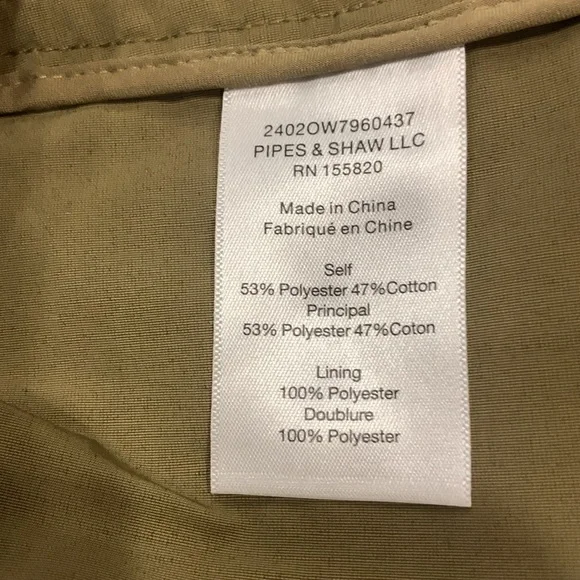 2402OW7960437
PIPES & SHAW LLC
RN 155820
Made in China
Fabriqué en Chine
Self
53% Polyester 47%Cotton
Principal
53% Polyester 47%Coton
Lining
100% Polyester
Doublure
100% Polyester